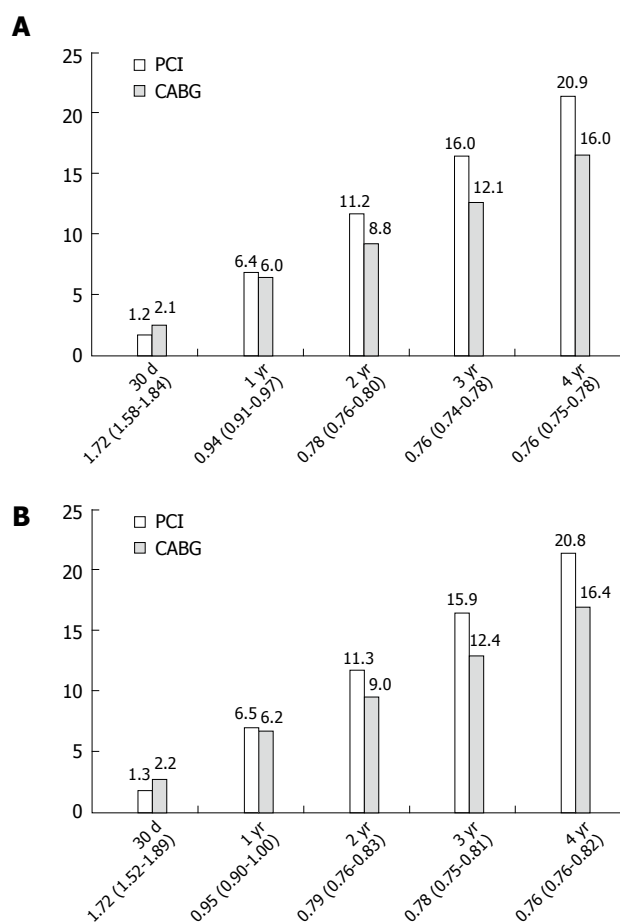 A
25
20
15
10
5
0
PCI
CABG
1.2 2.1
6.4 6.0
11.2 8.8
16.0 12.1
20.9 16.0
30 d
1.72 (1.58-1.84)
1 yr
0.94 (0.91-0.97)
2 yr
0.78 (0.76-0.80)
3 yr
0.76 (0.74-0.78)
4 yr
0.76 (0.75-0.78)
B
25
20
15
10
5
0
PCI
CABG
1.3 2.2
6.5 6.2
11.3 9.0
15.9 12.4
20.8 16.4
30 d
1.72 (1.52-1.89)
1 yr
0.95 (0.90-1.00)
2 yr
0.79 (0.76-0.83)
3 yr
0.78 (0.75-0.81)
4 yr
0.76 (0.76-0.82)